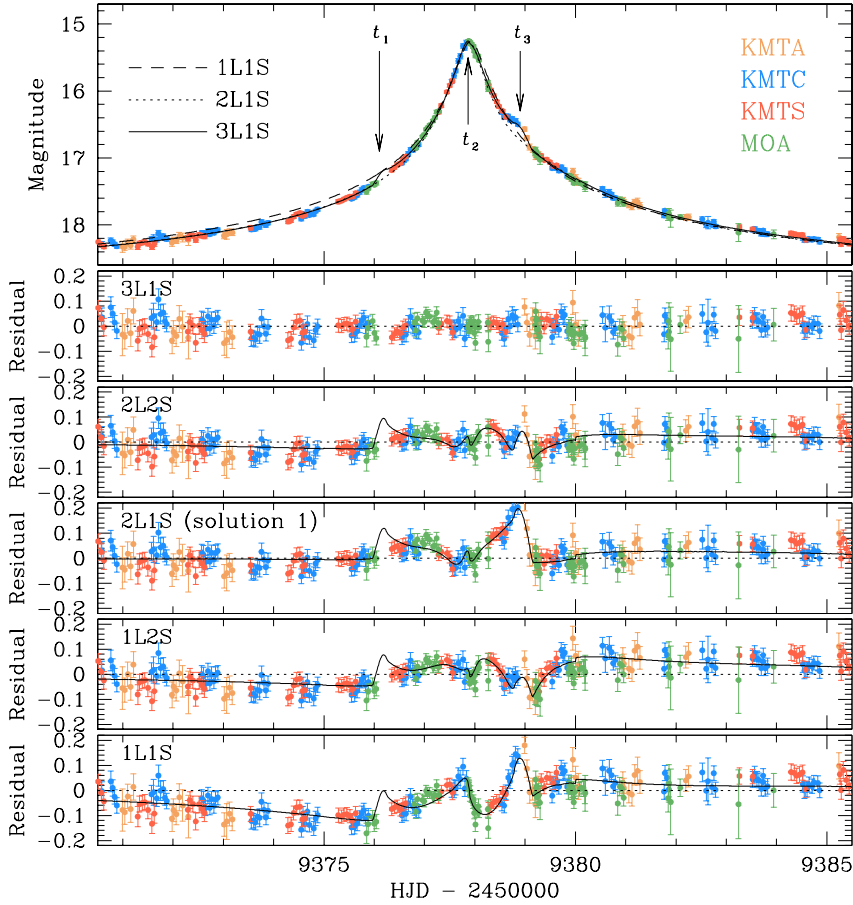 15
16
17
18
Magnitude
1L1S
2L1S
3L1S
t1
t2
t3
KMTA
KMTC
KMTS
MOA
0.2
0.1
0
−0.1
−0.2
Residual
3L1S
0.2
0.1
0
−0.1
−0.2
Residual
2L2S
0.2
0.1
0
−0.1
−0.2
Residual
2L1S (solution 1)
0.2
0.1
0
−0.1
−0.2
Residual
1L2S
0.2
0.1
0
−0.1
−0.2
Residual
1L1S
9375
9380
9385
HJD − 2450000